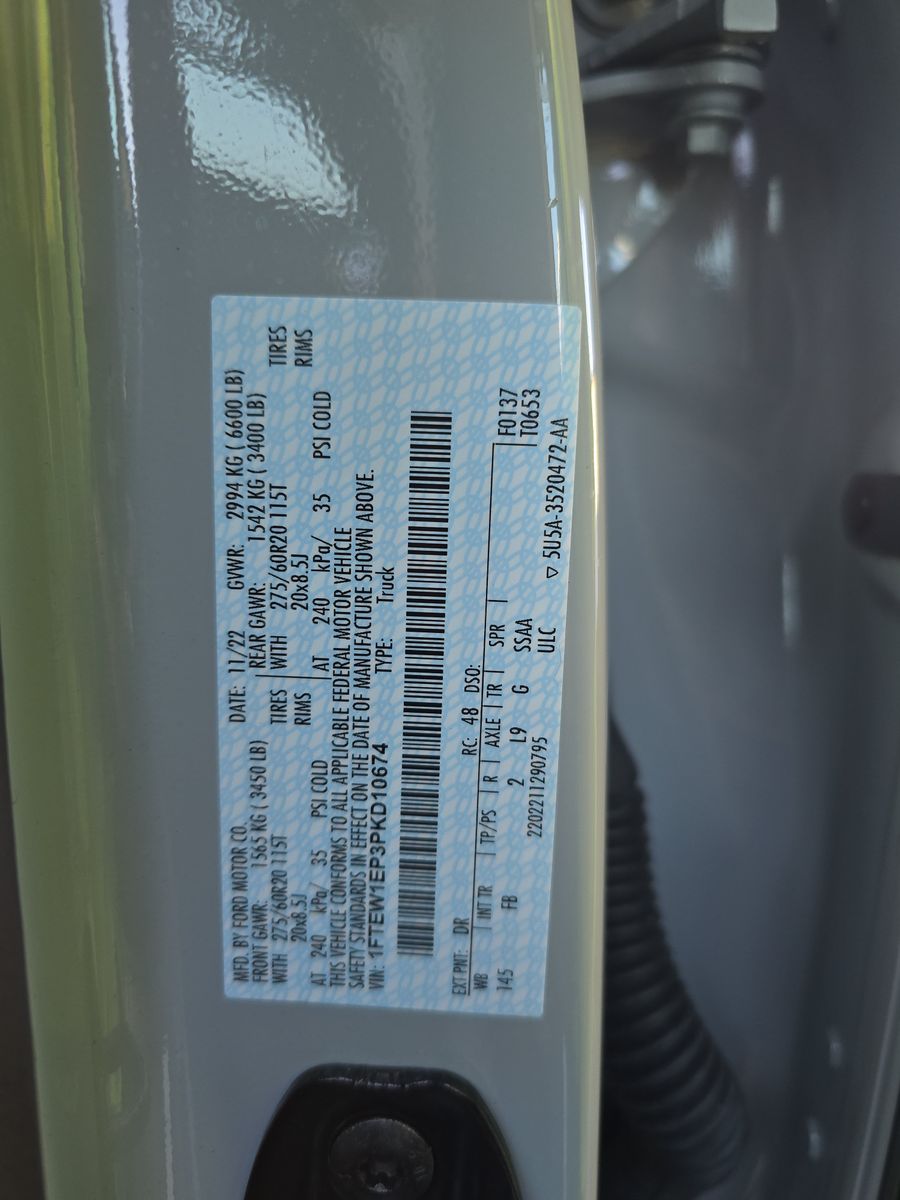 MFD. BY FORD MOTOR CO. DATE: 11/22 GVWR: 2994 KG ( 6600 LB)
FRONT GAWR: 1565 KG ( 3450 LB) REAR GAWR: 1542 KG ( 3400 LB)
WITH 275/60R20 115T TIRES WITH 275/60R20 115T TIRES
20x8.5J RIMS 20x8.5J RIMS
AT 240 kPa/ 35 PSI COLD AT 240 kPa/ 35 PSI COLD
THIS VEHICLE CONFORMS TO ALL APPLICABLE FEDERAL MOTOR VEHICLE
SAFETY STANDARDS IN EFFECT ON THE DATE OF MANUFACTURE SHOWN ABOVE.
VIN: 1FTEW1EP3PKD10674 TYPE: Truck
EXT PNT: DR RC: 48 DSO:
WB | INT TR | TP/PS | R | AXLE | TR | SPR | F0137
145 FB 2 L9 G SSAA T0653
2202211290795 ULC ▽ 5U5A-3520472-AA